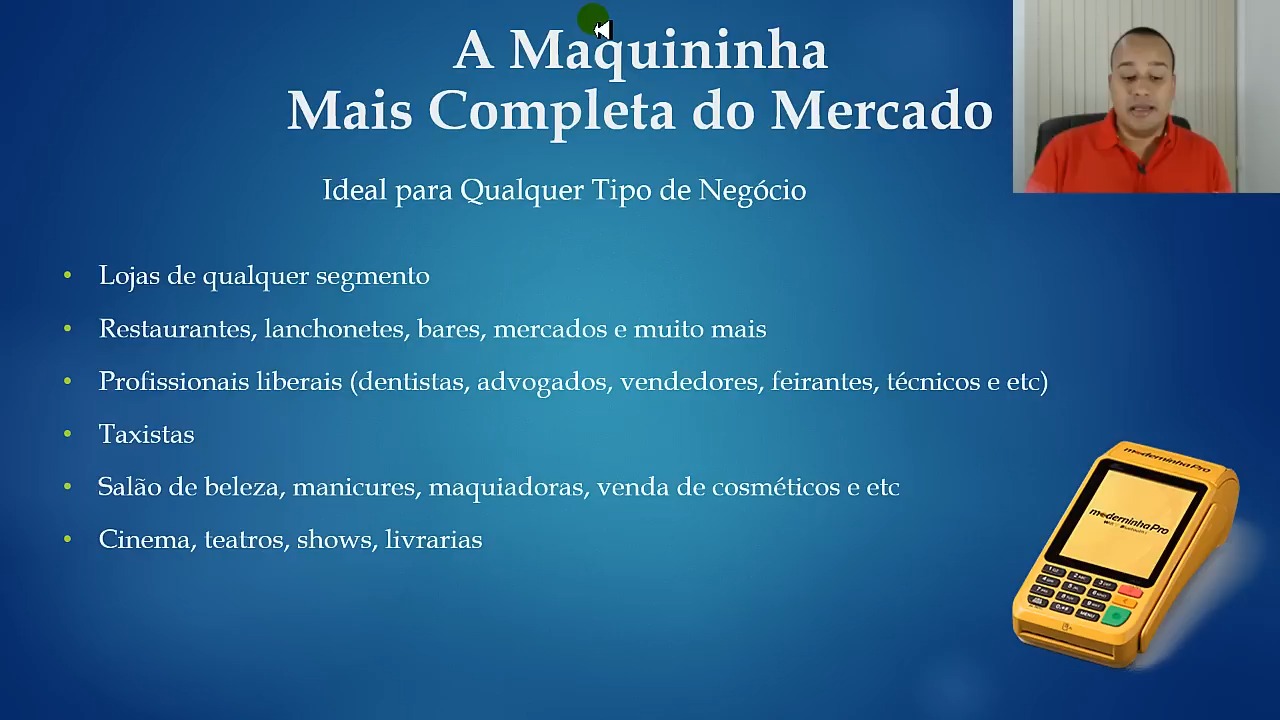 A Maquininha
Mais Completa do Mercado
Ideal para Qualquer Tipo de Negócio
• Lojas de qualquer segmento
• Restaurantes, lanchonetes, bares, mercados e muito mais
• Profissionais liberais (dentistas, advogados, vendedores, feirantes, técnicos e etc)
• Taxistas
• Salão de beleza, manicures, maquiadoras, venda de cosméticos e etc
• Cinema, teatros, shows, livrarias
moderninha Pro
moderninha Pro
MENU